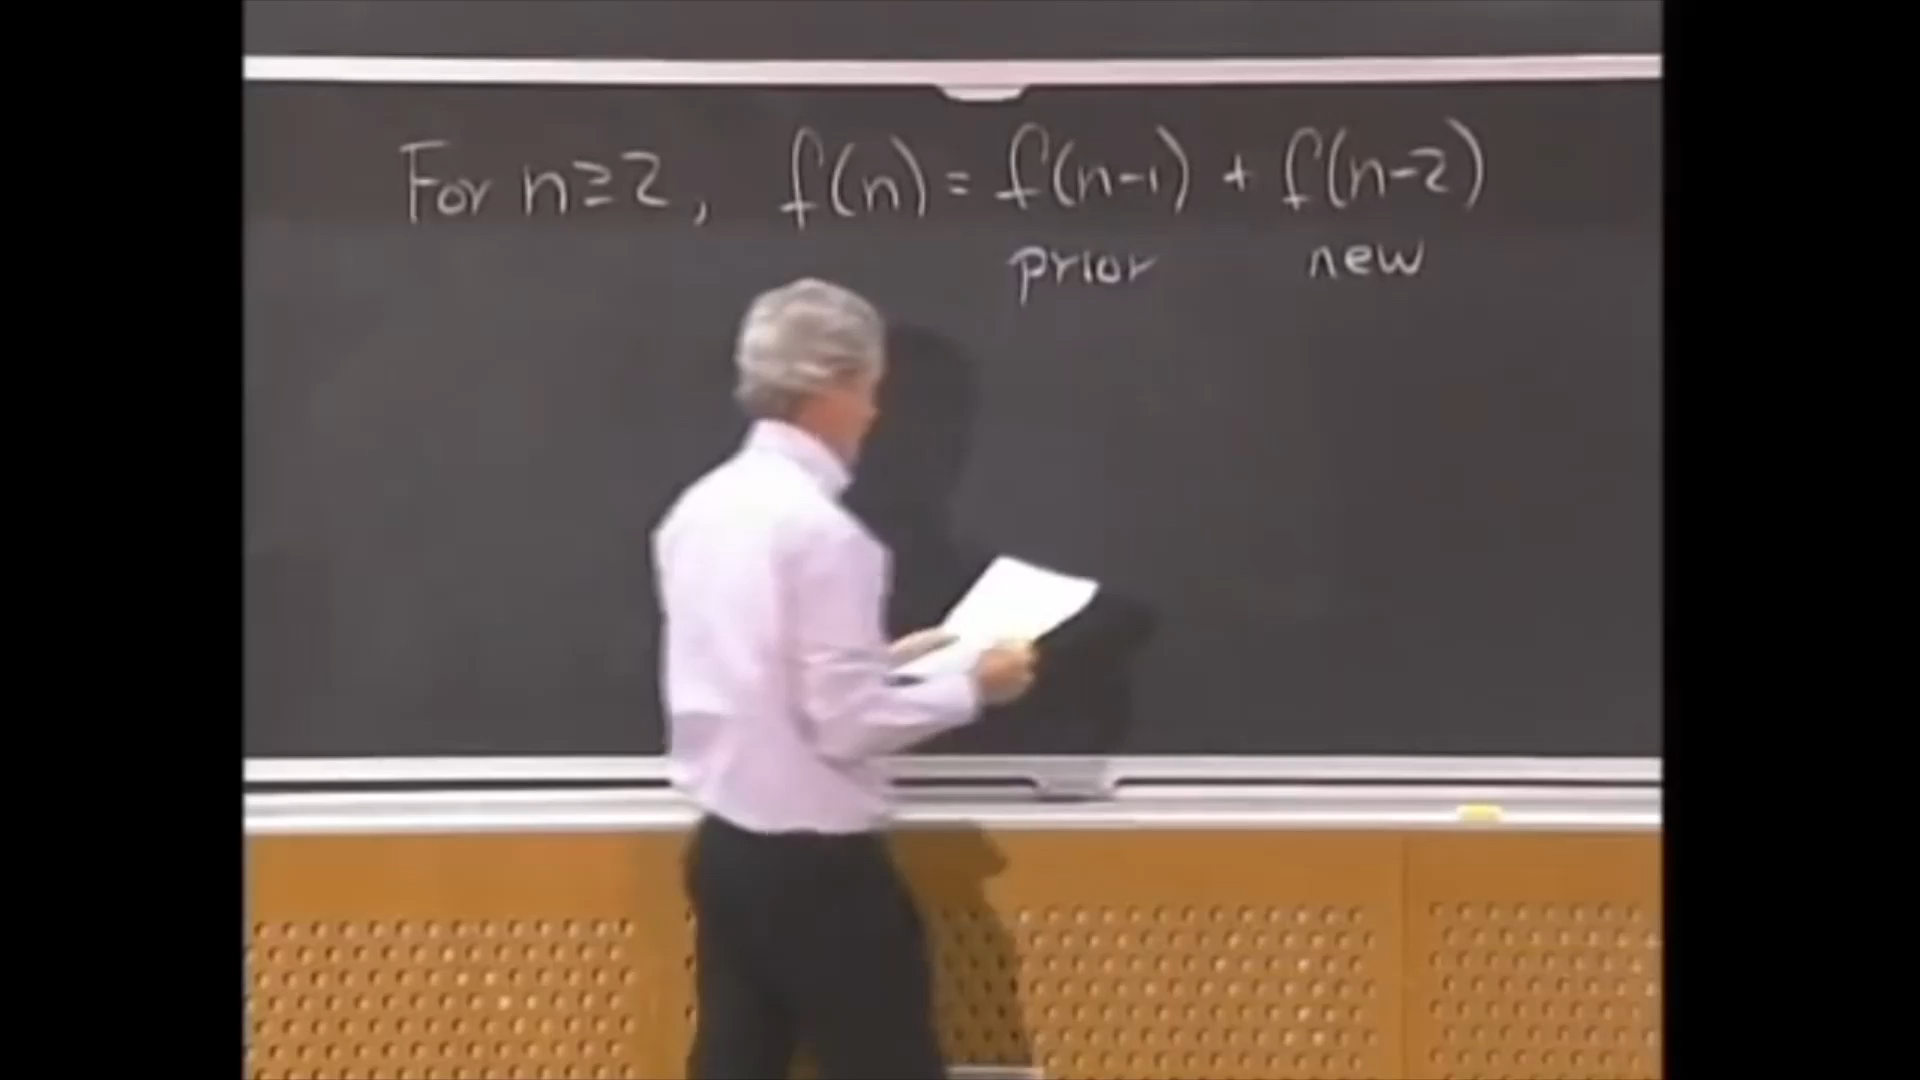 For n≥2, f(n) = f(n-1) + f(n-2)
prior new